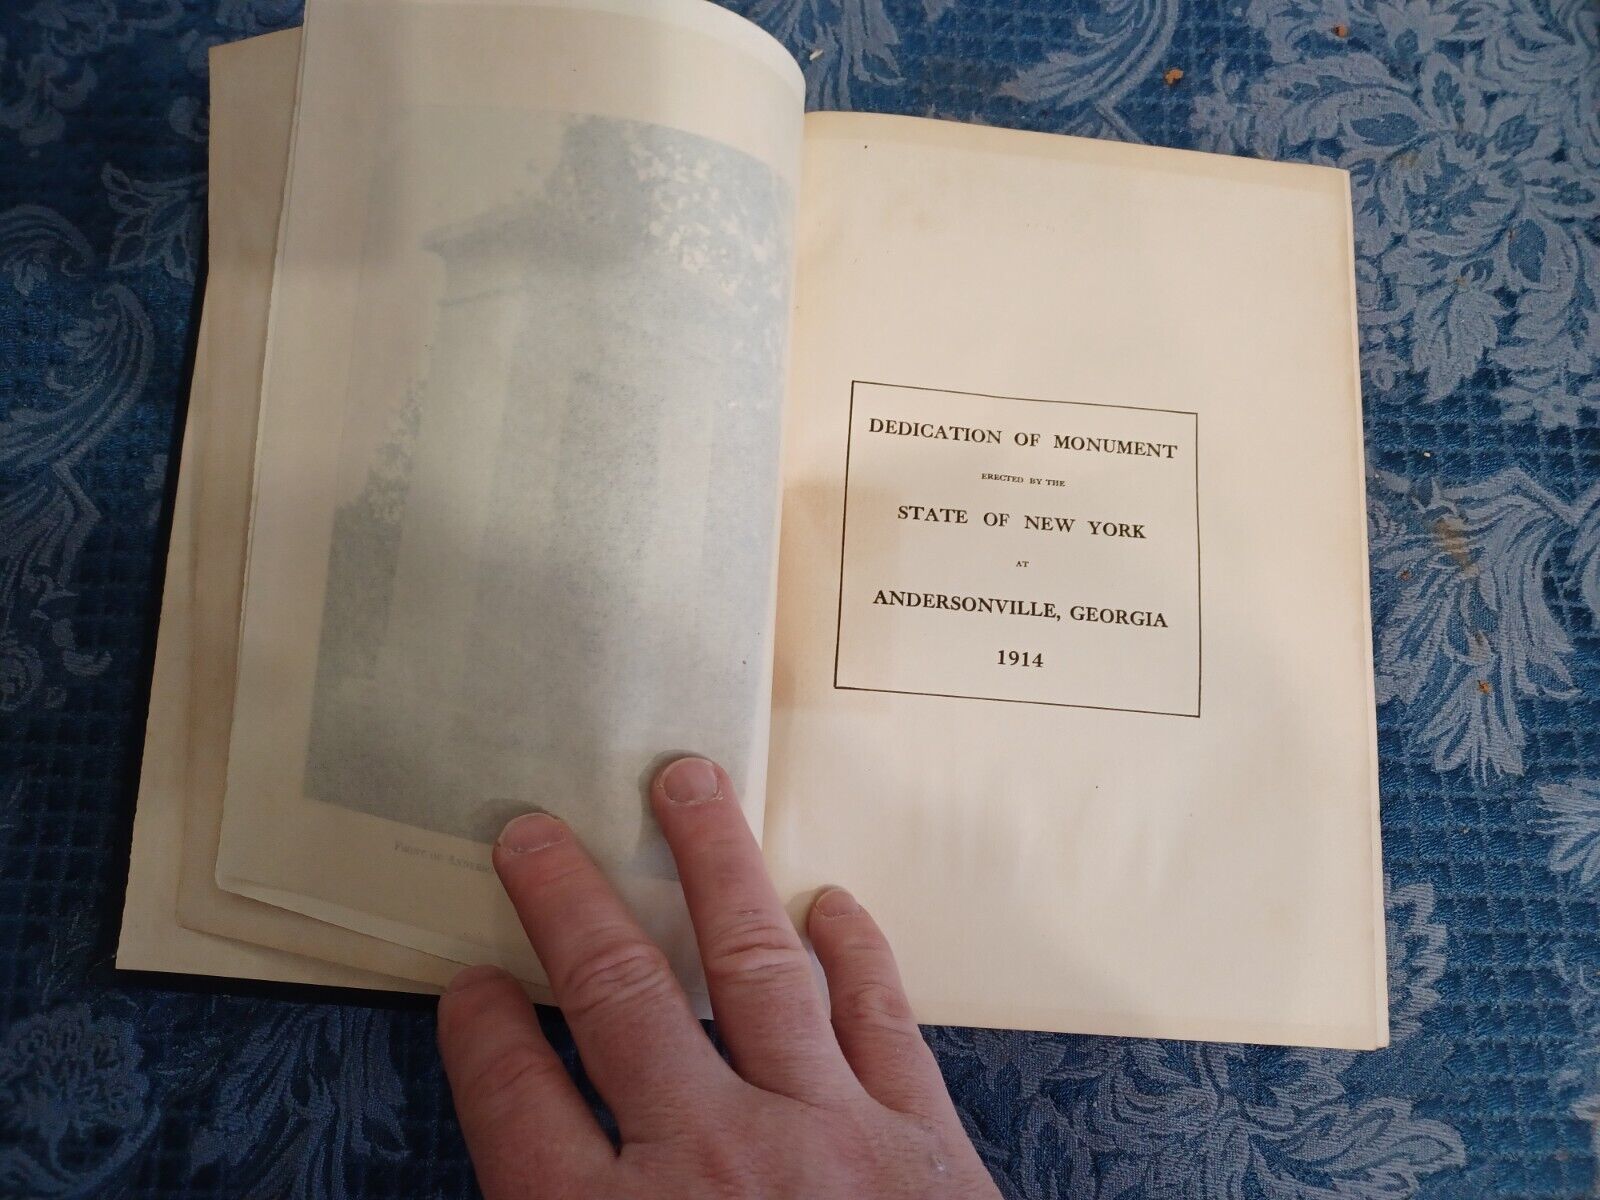 DEDICATION OF MONUMENT
ERECTED BY THE
STATE OF NEW YORK
AT
ANDERSONVILLE, GEORGIA
1914